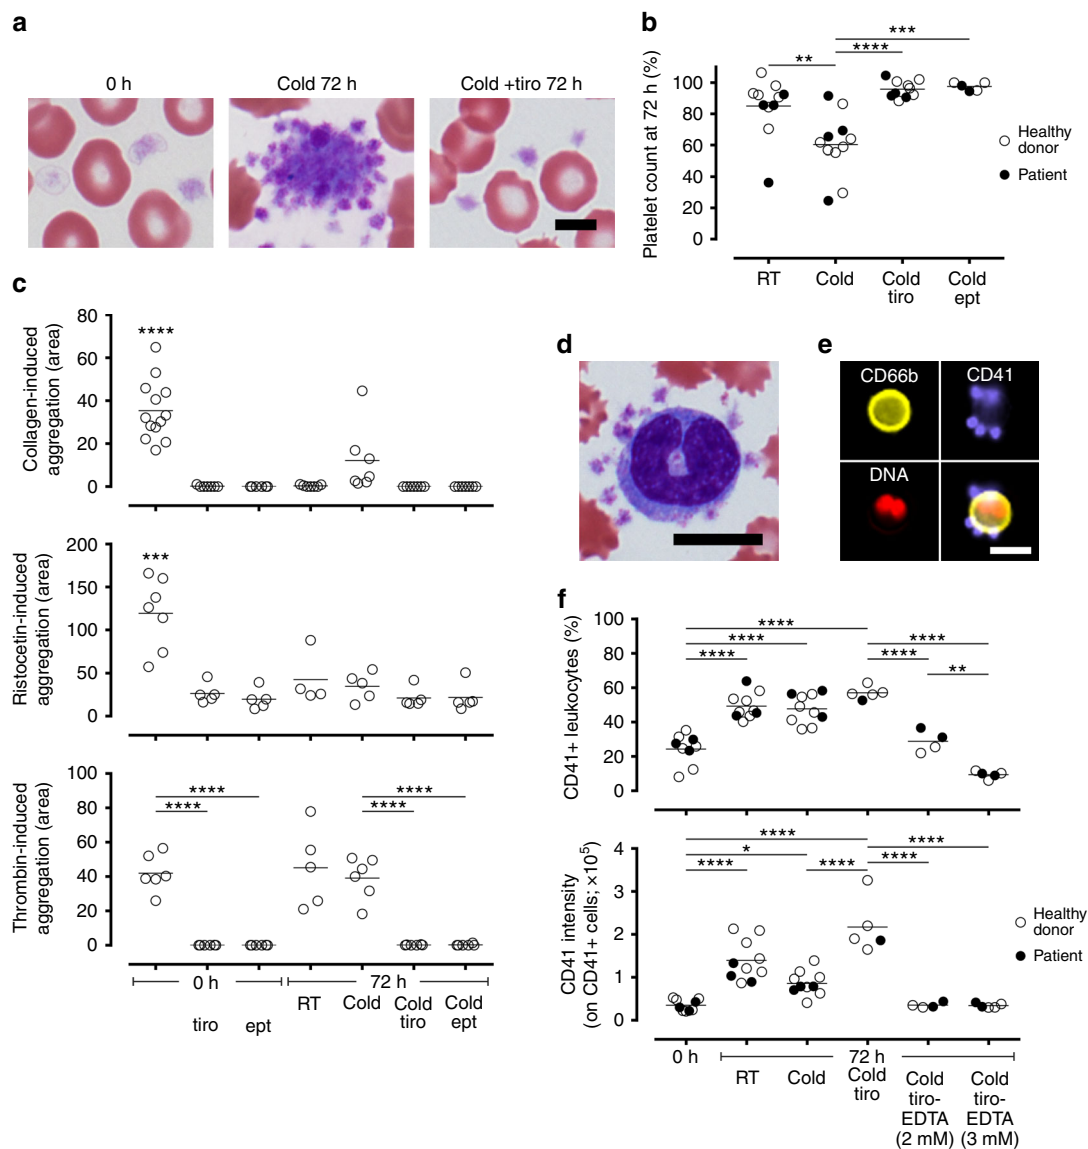 a
0 h
Cold 72 h
Cold +tiro 72 h
b
Platelet count at 72 h (%)
100
80
60
40
20
0
**
****
***
RT
Cold
Cold
tiro
Cold
ept
Healthy
donor
Patient
c
Collagen-induced
aggregation (area)
80
60
40
20
0
****
Ristocetin-induced
aggregation (area)
200
150
100
50
0
***
Thrombin-induced
aggregation (area)
100
80
60
40
20
0
****
****
****
****
0 h
72 h
tiro
ept
RT
Cold
Cold
tiro
Cold
ept
d
e
CD66b
CD41
DNA
f
CD41+ leukocytes (%)
100
80
60
40
20
0
****
****
****
****
****
**
CD41 intensity
(on CD41+ cells; ×10⁵)
4
3
2
1
0
****
*
****
****
****
****
Healthy
donor
Patient
0 h
72 h
RT
Cold
Cold
tiro
Cold
tiro-
EDTA
(2 mM)
Cold
tiro-
EDTA
(3 mM)